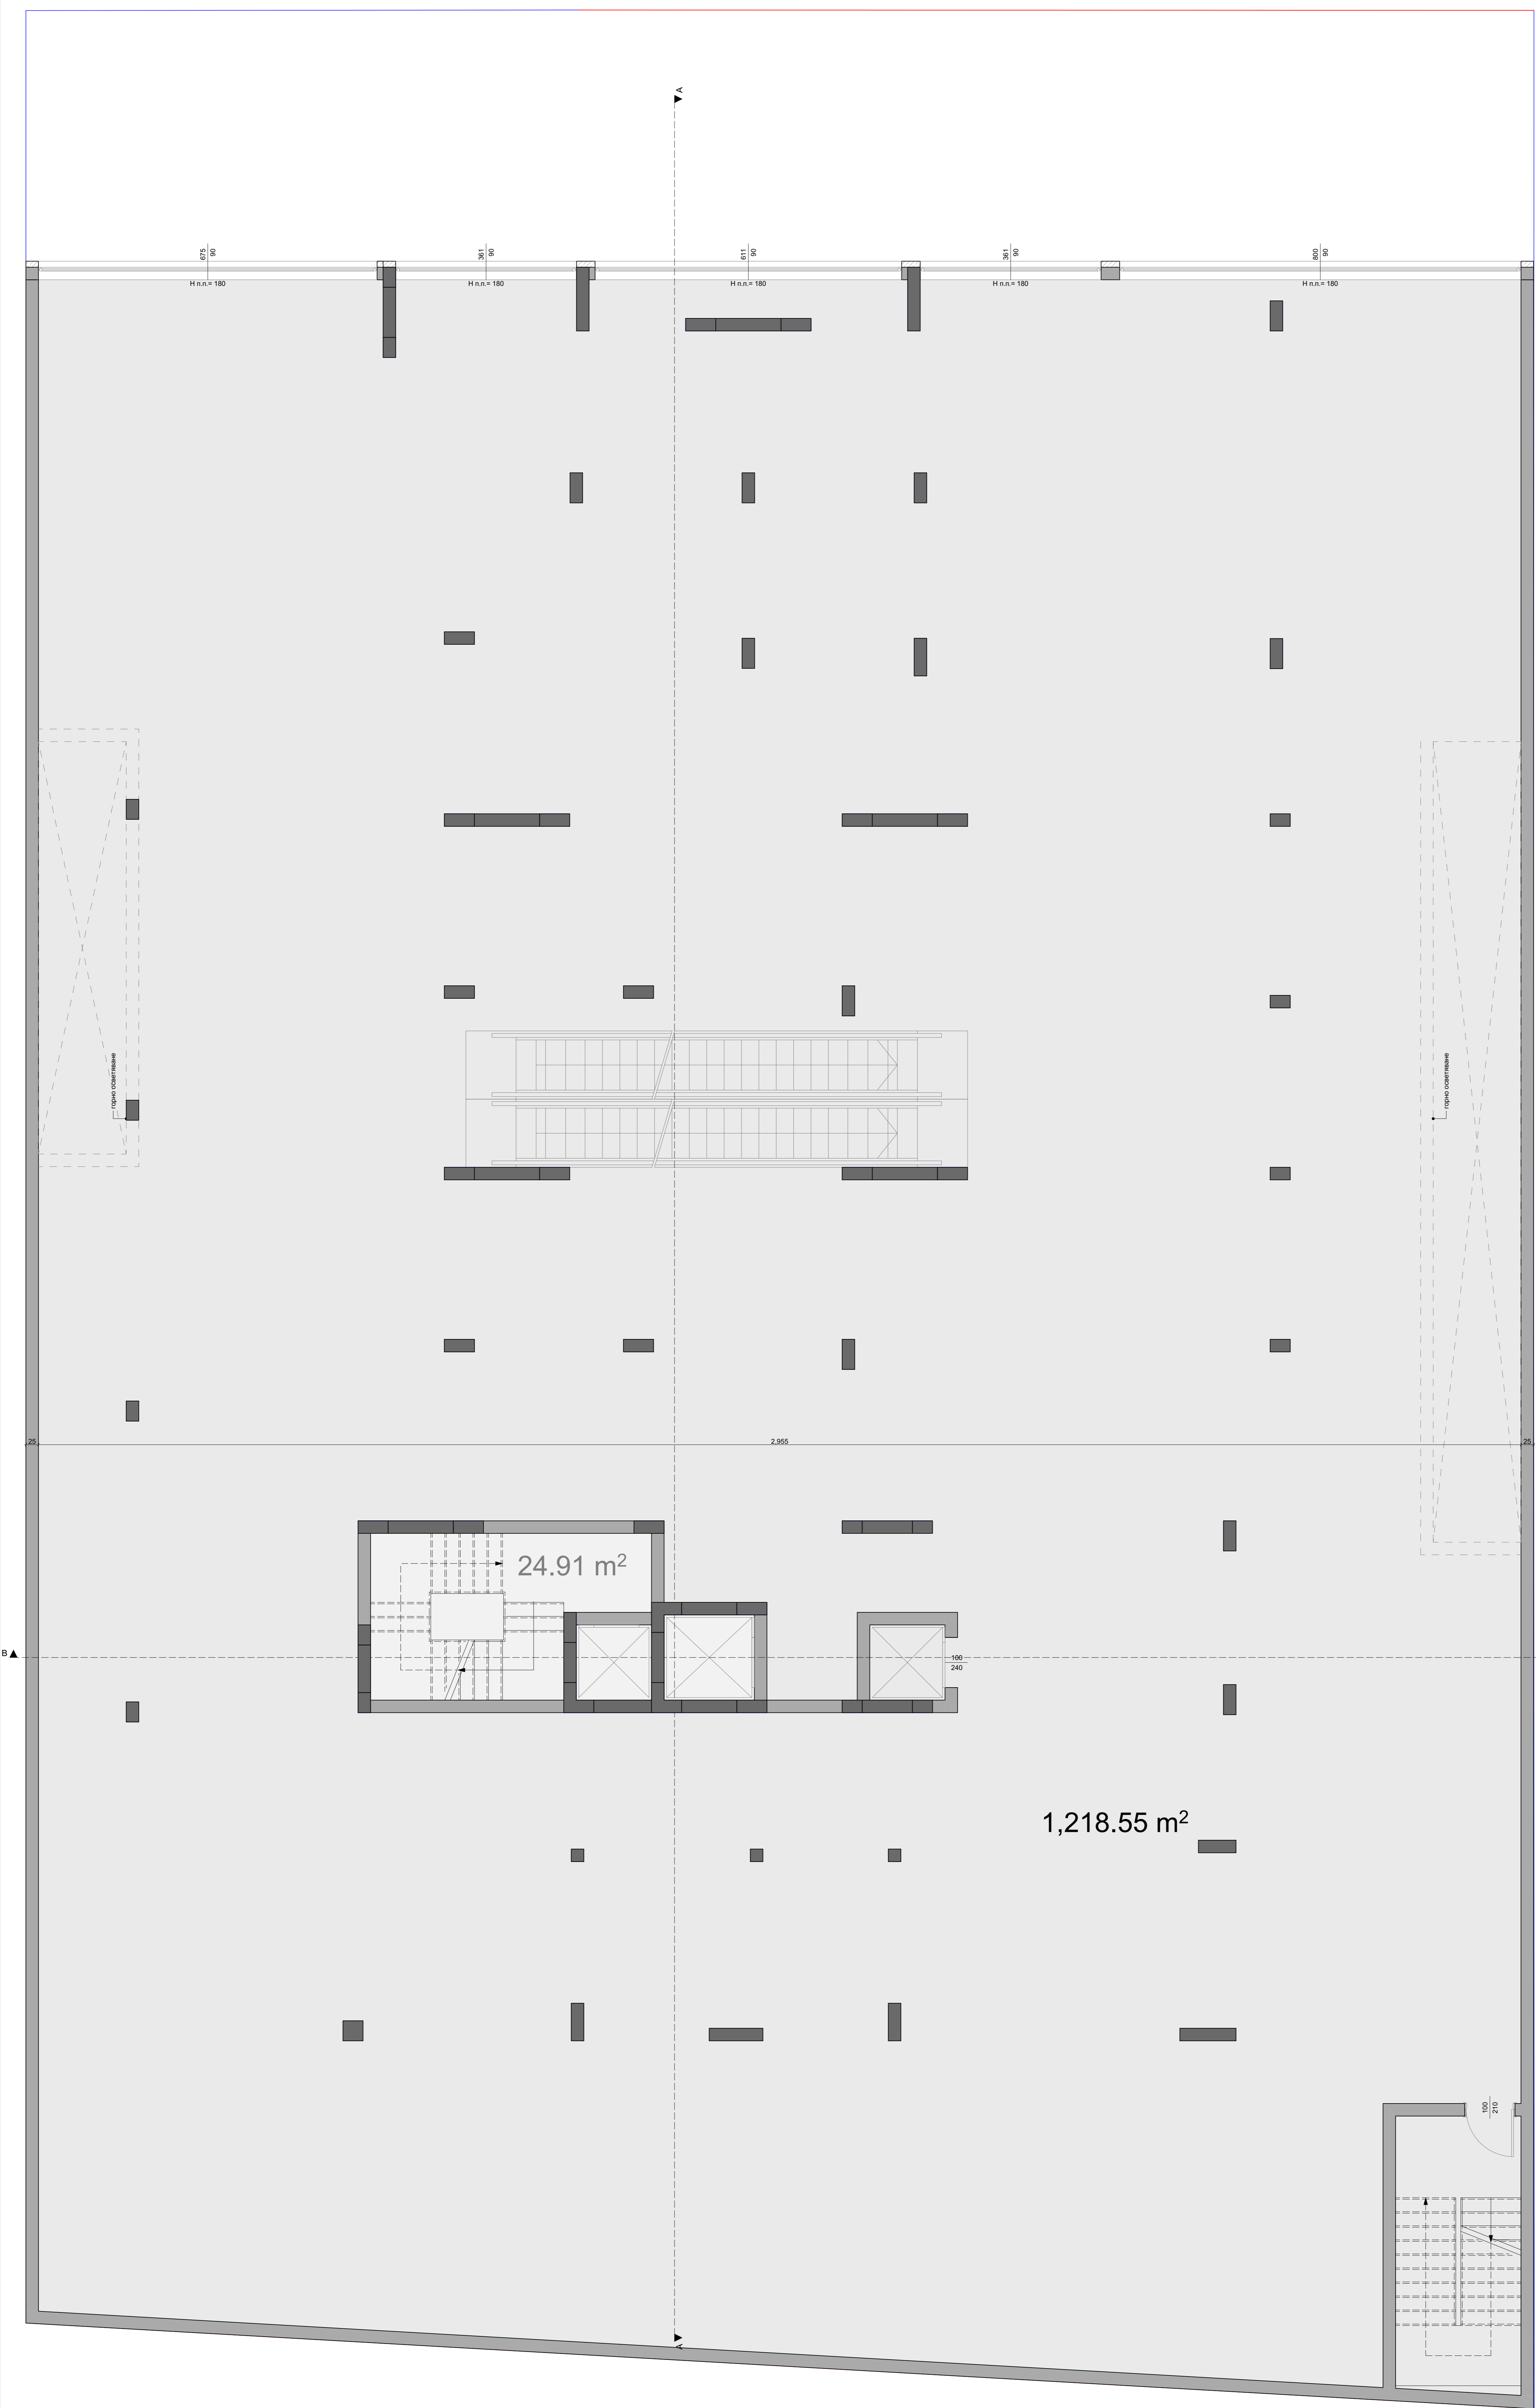 A
675
90
361
90
611
90
361
90
800
90
Н п.п.= 180
Н п.п.= 180
Н п.п.= 180
Н п.п.= 180
Н п.п.= 180
горно осветяване
горно осветяване
25
2,955
25
24.91 m²
B
100
240
1,218.55 m²
100
210
A